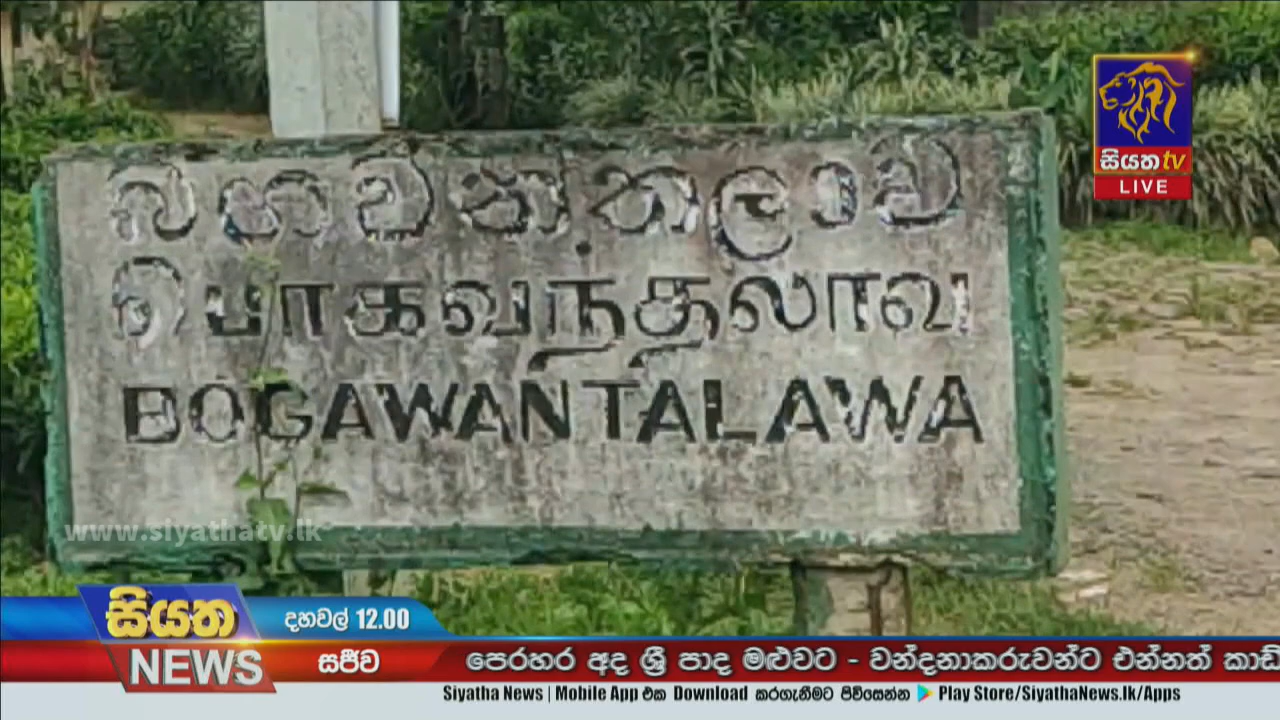 සියත tv
LIVE
බගවන්තලාව
பொகவந்தலாவ
BOGAWANTALAWA
www.siyathatv.lk
සියත
දහවල් 12.00
NEWS
සජීව
පෙරහර අද ශ්‍රී පාද මළුවට - වන්දනාකරුවන්ට එන්නත් කාඩ්
Siyatha News | Mobile App එක Download කරගැනීමට පිවිසෙන්න Play Store/SiyathaNews.lk/Apps